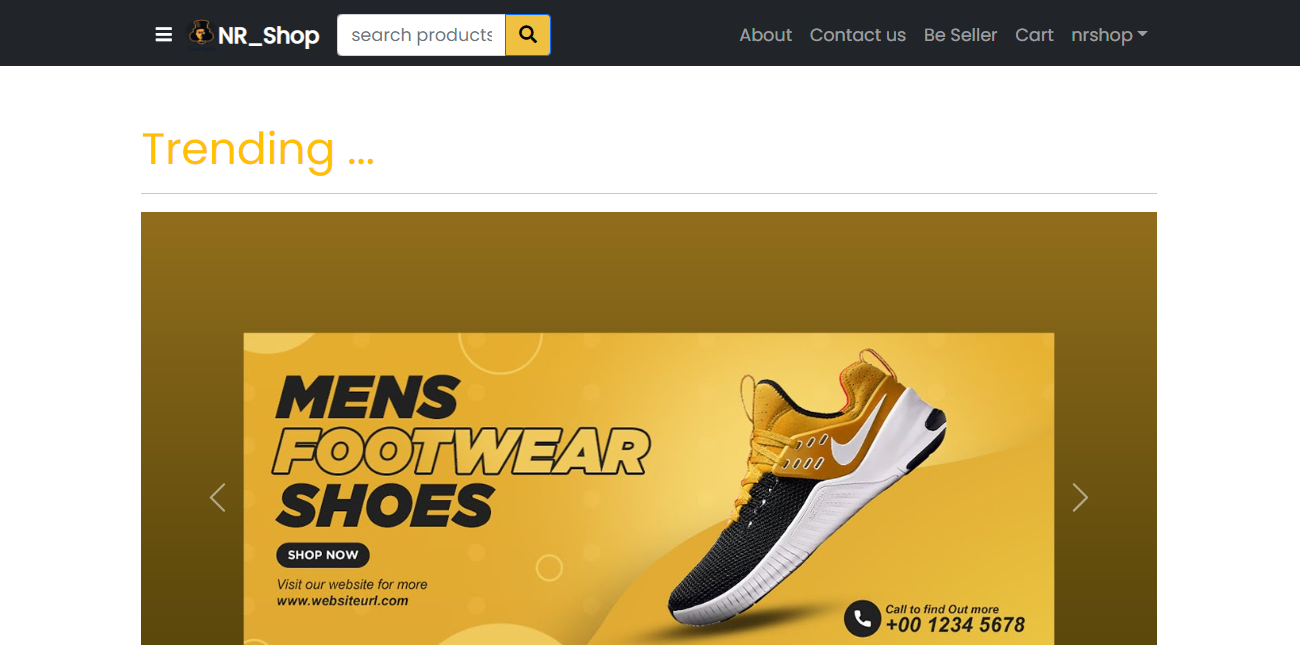 NR_Shop
search products
About
Contact us
Be Seller
Cart
nrshop
Trending ...
MENS
FOOTWEAR
SHOES
SHOP NOW
Visit our website for more
www.websiteurl.com
Call to find Out more
+00 1234 5678